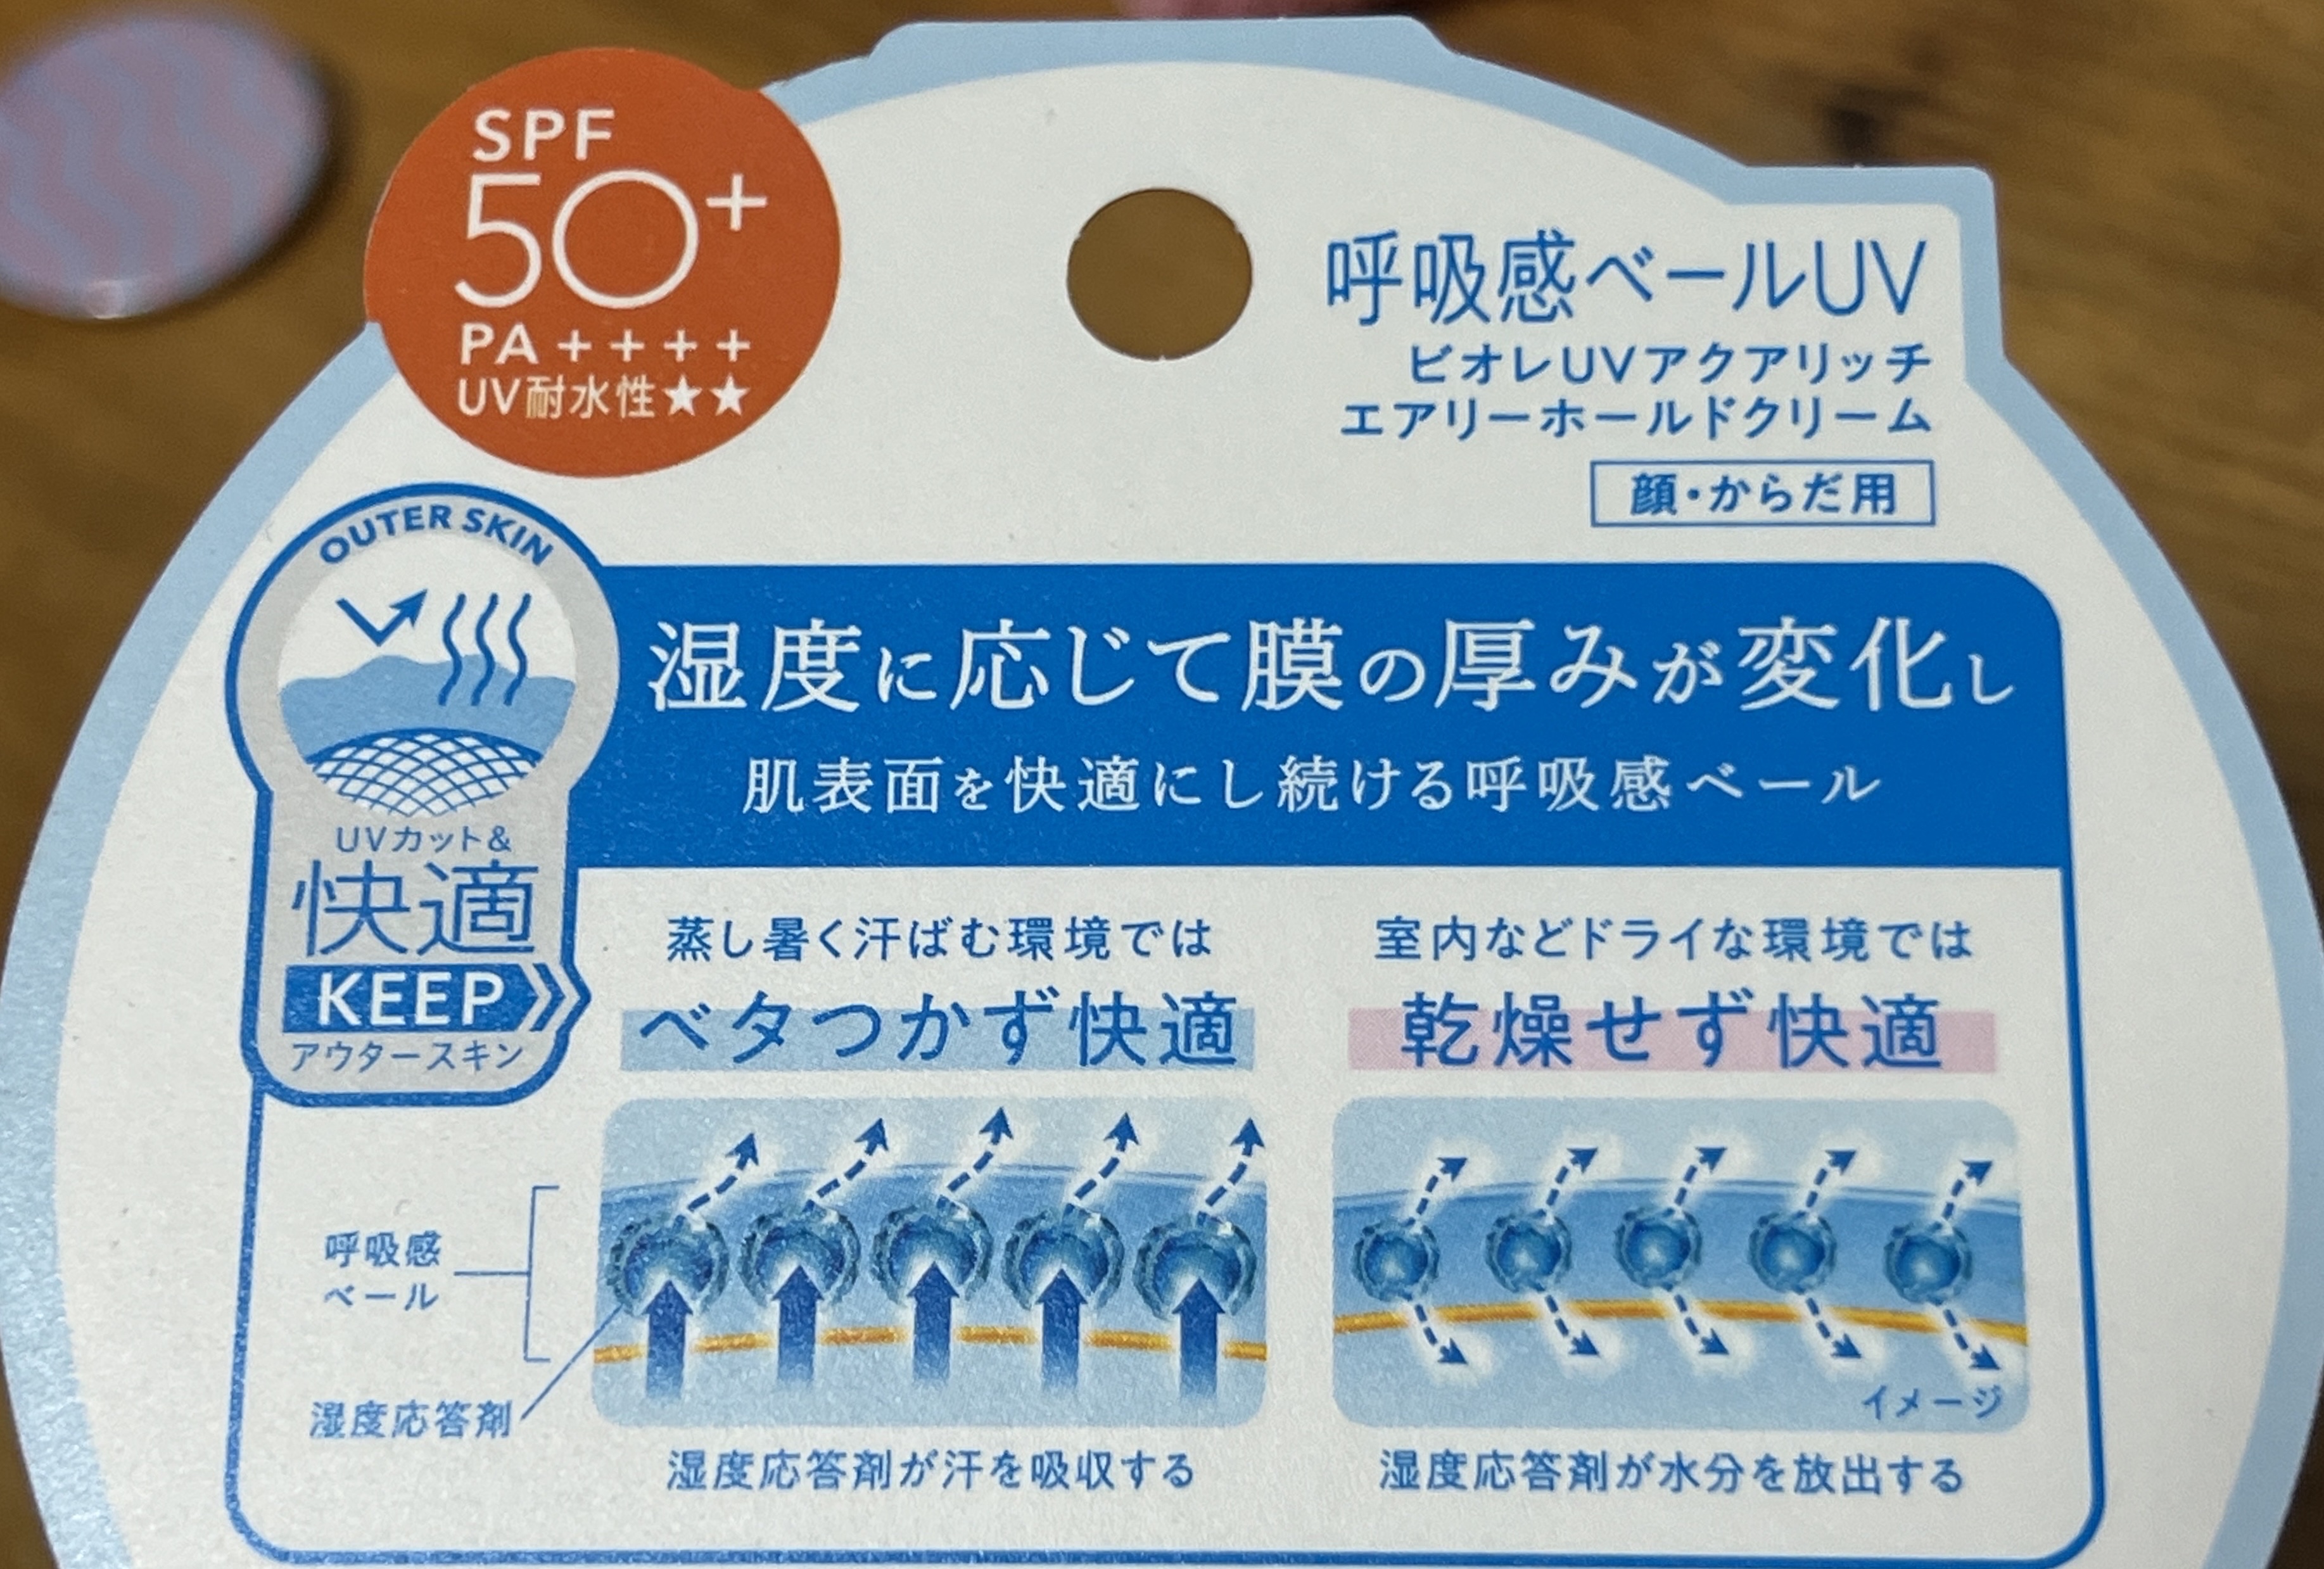 SPF
50+
PA++++
UV耐水性★★
呼吸感ベールUV
ビオレUVアクアリッチ
エアリーホールドクリーム
顔・からだ用
OUTER SKIN
UVカット&
快適
KEEP
アウタースキン
湿度に応じて膜の厚みが変化し
肌表面を快適にし続ける呼吸感ベール
蒸し暑く汗ばむ環境では
ベタつかず快適
室内などドライな環境では
乾燥せず快適
呼吸感
ベール
湿度応答剤
イメージ
湿度応答剤が汗を吸収する
湿度応答剤が水分を放出する